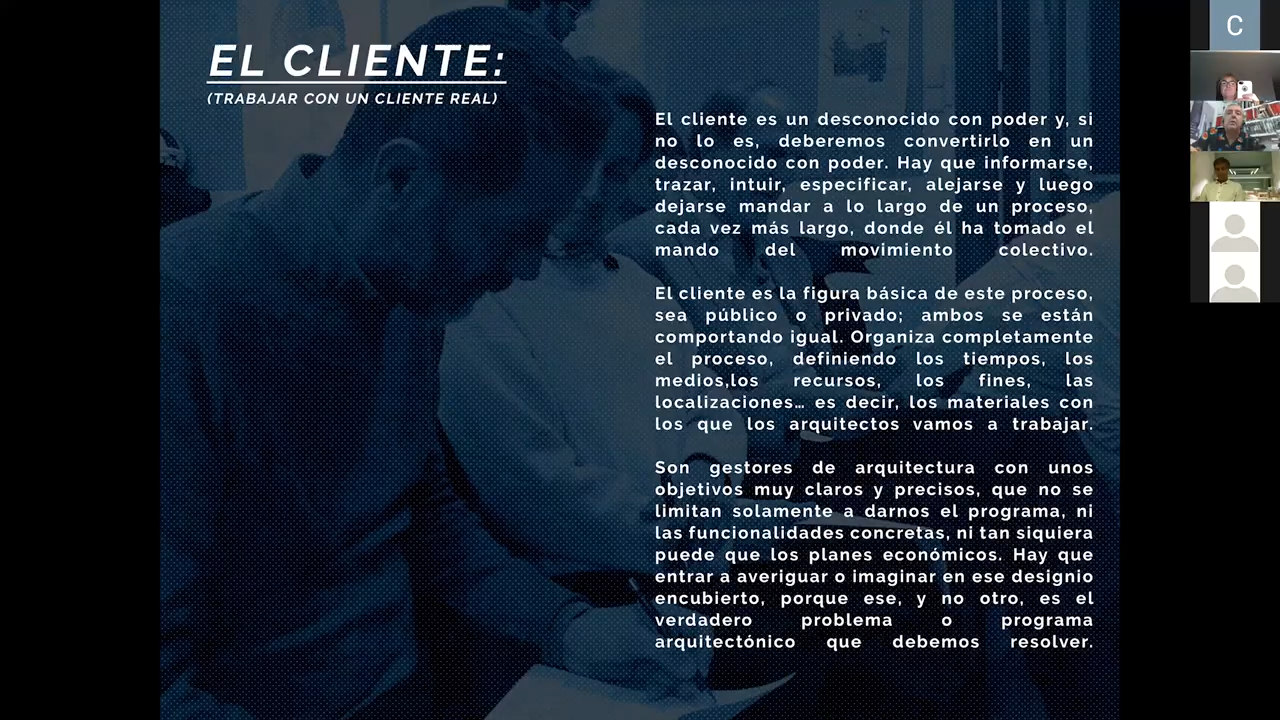 EL CLIENTE:
(TRABAJAR CON UN CLIENTE REAL)
El cliente es un desconocido con poder y, si
no lo es, deberemos convertirlo en un
desconocido con poder. Hay que informarse,
trazar, intuir, especificar, alejarse y luego
dejarse mandar a lo largo de un proceso,
cada vez más largo, donde él ha tomado el
mando del movimiento colectivo.
El cliente es la figura básica de este proceso,
sea público o privado; ambos se están
comportando igual. Organiza completamente
el proceso, definiendo los tiempos, los
medios,los recursos, los fines, las
localizaciones… es decir, los materiales con
los que los arquitectos vamos a trabajar.
Son gestores de arquitectura con unos
objetivos muy claros y precisos, que no se
limitan solamente a darnos el programa, ni
las funcionalidades concretas, ni tan siquiera
puede que los planes económicos. Hay que
entrar a averiguar o imaginar en ese designio
encubierto, porque ese, y no otro, es el
verdadero problema o programa
arquitectónico que debemos resolver.
C